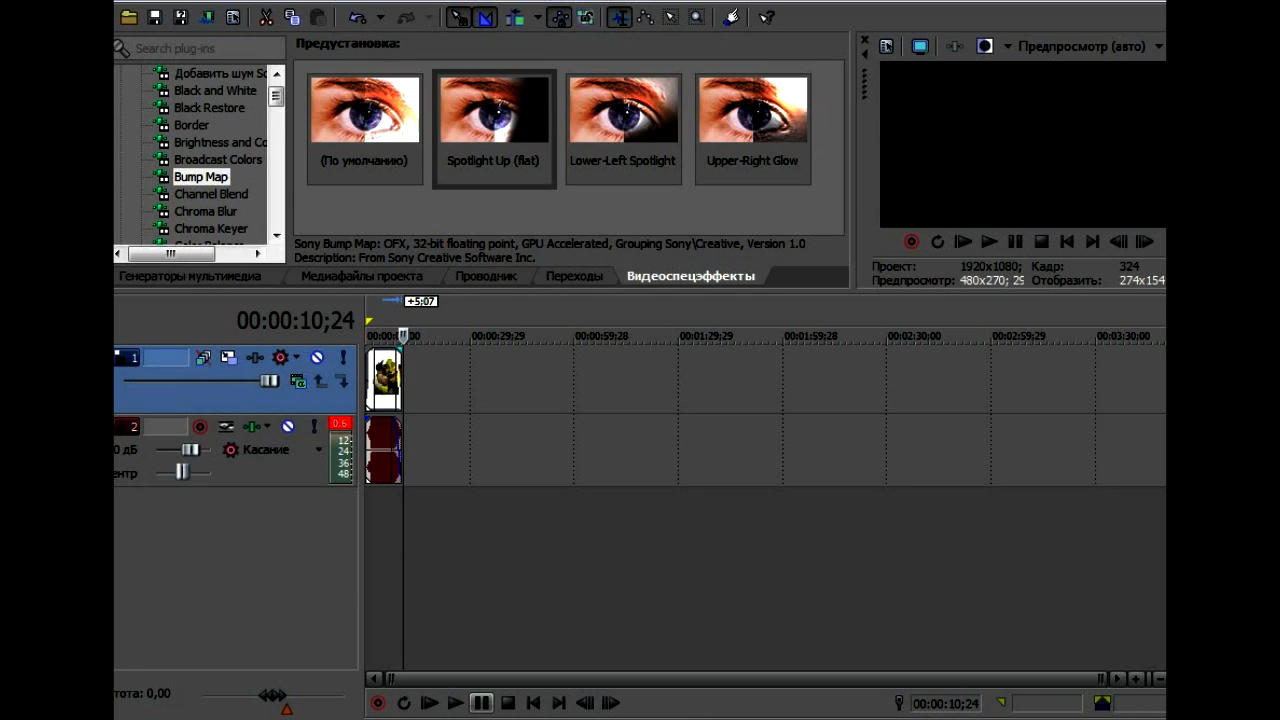 Search plug-ins
Предустановка:
Предпросмотр (авто)
Добавить шум So
Black and White
Black Restore
Border
Brightness and Co
Broadcast Colors
Bump Map
Channel Blend
Chroma Blur
Chroma Keyer
(По умолчанию)
Spotlight Up (flat)
Lower-Left Spotlight
Upper-Right Glow
Sony Bump Map: OFX, 32-bit floating point, GPU Accelerated, Grouping Sony\Creative, Version 1.0
Description: From Sony Creative Software Inc.
Генераторы мультимедиа
Медиафайлы проекта
Проводник
Переходы
Видеоспецэффекты
Проект: 1920x1080; Кадр: 324
Предпросмотр: 480x270; 29 Отобразить: 274x154
+5;07
00:00:10;24
00:00:29;29
00:00:59;28
00:01:29;29
00:01:59;28
00:02:30;00
00:02:59;29
00:03:30:00
1
2
0.6
0 дБ
Касание
12
24
36
48
ентр
тота: 0,00
00:00:10;24